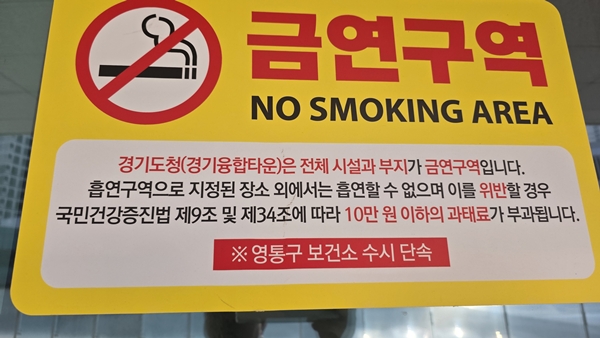 금연구역
NO SMOKING AREA
경기도청(경기융합타운)은 전체 시설과 부지가 금연구역입니다.
흡연구역으로 지정된 장소 외에서는 흡연할 수 없으며 이를 위반할 경우
국민건강증진법 제9조 및 제34조에 따라 10만 원 이하의 과태료가 부과됩니다.
※ 영통구 보건소 수시 단속